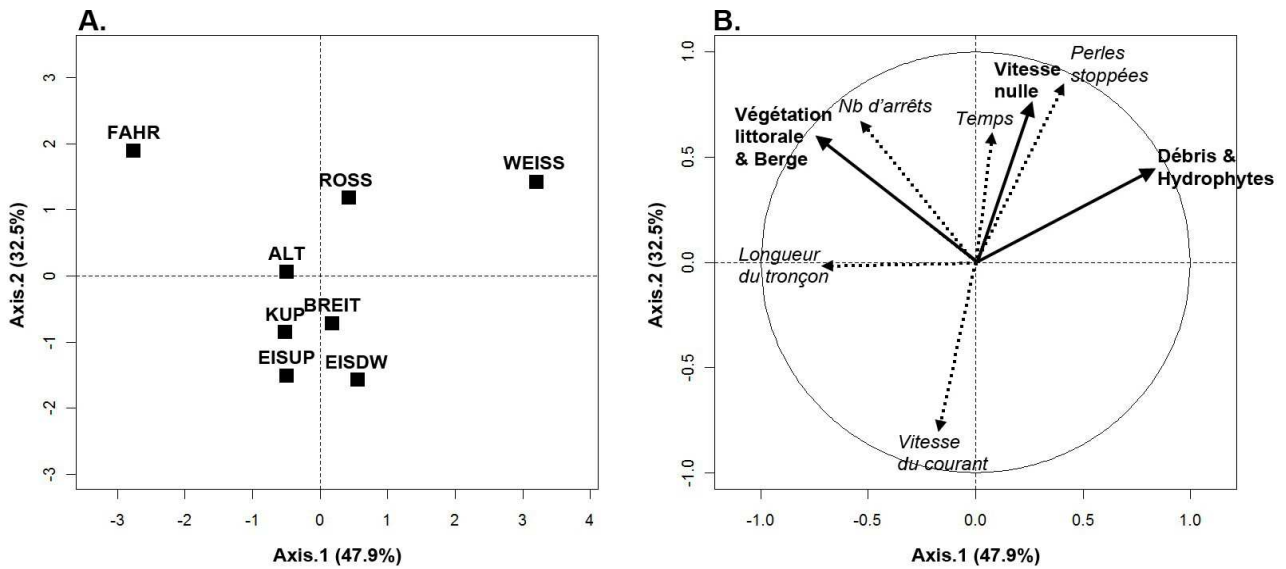 A.
3
2
1
0
-1
-2
-3
-3
-2
-1
0
1
2
3
4
Axis.2 (32.5%)
Axis.1 (47.9%)
FAHR
ROSS
WEISS
ALT
KUP
BREIT
EISUP
EISDW
B.
1.0
0.5
0.0
-0.5
-1.0
-1.0
-0.5
0.0
0.5
1.0
Axis.2 (32.5%)
Axis.1 (47.9%)
Perles
stoppées
Vitesse
nulle
Nb d'arrêts
Temps
Végétation
littorale
& Berge
Débris &
Hydrophytes
Longueur
du tronçon
Vitesse
du courant